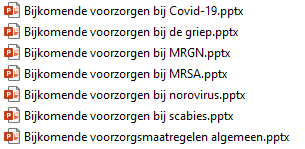 Bijkomende voorzorgen bij Covid-19.pptx
Bijkomende voorzorgen bij de griep.pptx
Bijkomende voorzorgen bij MRGN.pptx
Bijkomende voorzorgen bij MRSA.pptx
Bijkomende voorzorgen bij norovirus.pptx
Bijkomende voorzorgen bij scabies.pptx
Bijkomende voorzorgsmaatregelen algemeen.pptx